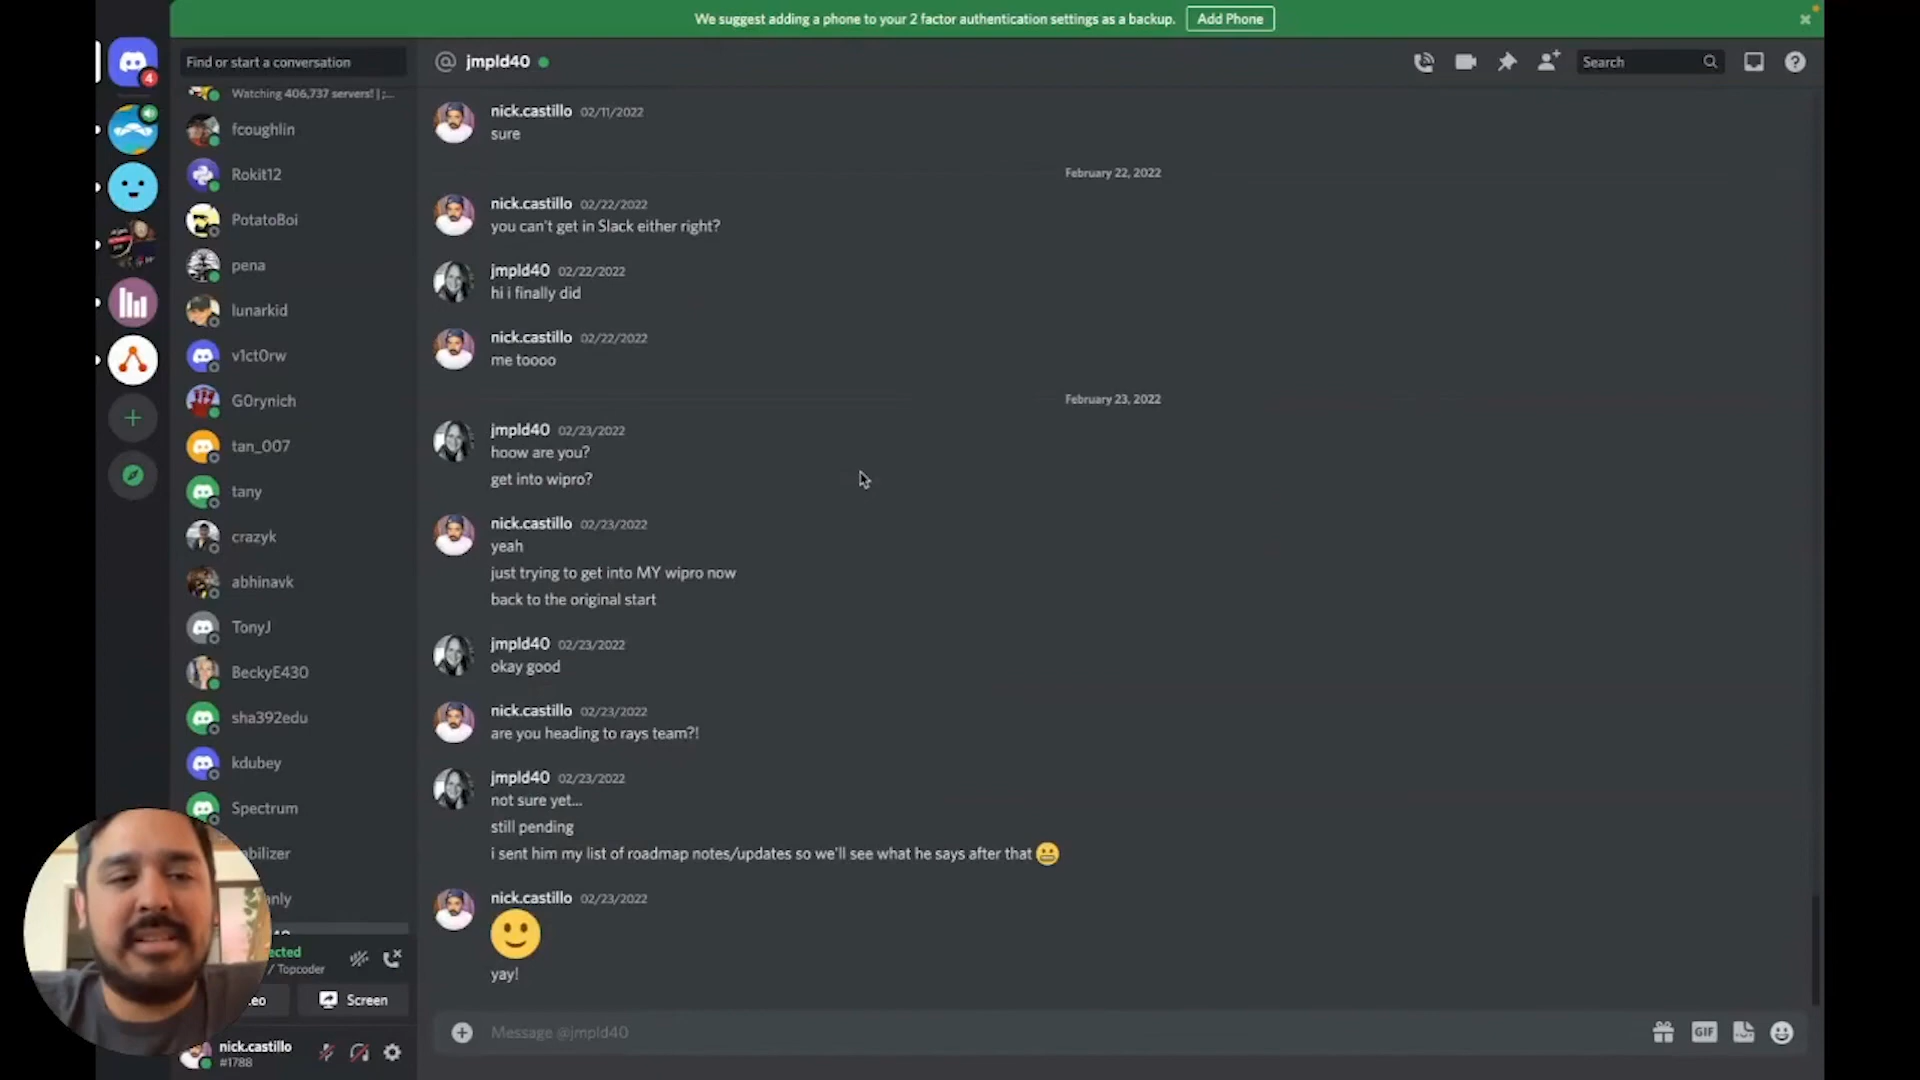 We suggest adding a phone to your 2 factor authentication settings as a backup. Add Phone
4
Find or start a conversation
Watching 406,737 servers! | ;...
fcoughlin
Rokit12
PotatoBoi
pena
lunarkid
v1ct0rw
G0rynich
tan_007
tany
crazyk
abhinavk
TonyJ
BeckyE430
sha392edu
kdubey
Spectrum
/ Topcoder
Screen
nick.castillo
#1788
@ jmpld40
Search
nick.castillo 02/11/2022
sure
February 22, 2022
nick.castillo 02/22/2022
you can't get in Slack either right?
jmpld40 02/22/2022
hi i finally did
nick.castillo 02/22/2022
me toooo
February 23, 2022
jmpld40 02/23/2022
hoow are you?
get into wipro?
nick.castillo 02/23/2022
yeah
just trying to get into MY wipro now
back to the original start
jmpld40 02/23/2022
okay good
nick.castillo 02/23/2022
are you heading to rays team?!
jmpld40 02/23/2022
not sure yet...
still pending
i sent him my list of roadmap notes/updates so we'll see what he says after that 😬
nick.castillo 02/23/2022
🙂
yay!
Message @jmpld40
GIF